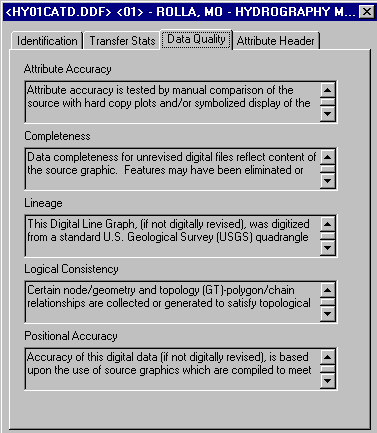 <HY01CATD.DDF> <01> - ROLLA, MO - HYDROGRAPHY M...
Identification Transfer Stats Data Quality Attribute Header
Attribute Accuracy
Attribute accuracy is tested by manual comparison of the
source with hard copy plots and/or symbolized display of the
Completeness
Data completeness for unrevised digital files reflect content of
the source graphic.  Features may have been eliminated or
Lineage
This Digital Line Graph, (if not digitally revised), was digitized
from a standard U.S. Geological Survey (USGS) quadrangle
Logical Consistency
Certain node/geometry and topology (GT)-polygon/chain
relationships are collected or generated to satisfy topological
Positional Accuracy
Accuracy of this digital data (if not digitally revised), is based
upon the use of source graphics which are compiled to meet